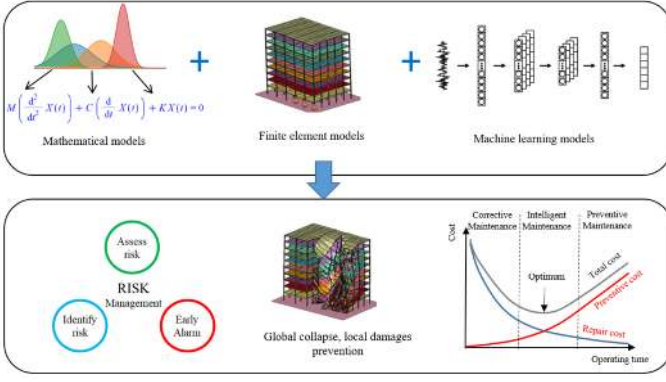 M(d²/dt² X(t)) + C(d/dt X(t)) + KX(t) = 0
Mathematical models
+
Finite element models
+
Machine learning models
Assess
risk
RISK
Management
Identify
risk
Early
Alarm
Global collapse, local damages
prevention
Cost
Corrective
Maintenance
Intelligent
Maintenance
Preventive
Maintenance
Optimum
Total cost
Preventive cost
Repair cost
Operating time